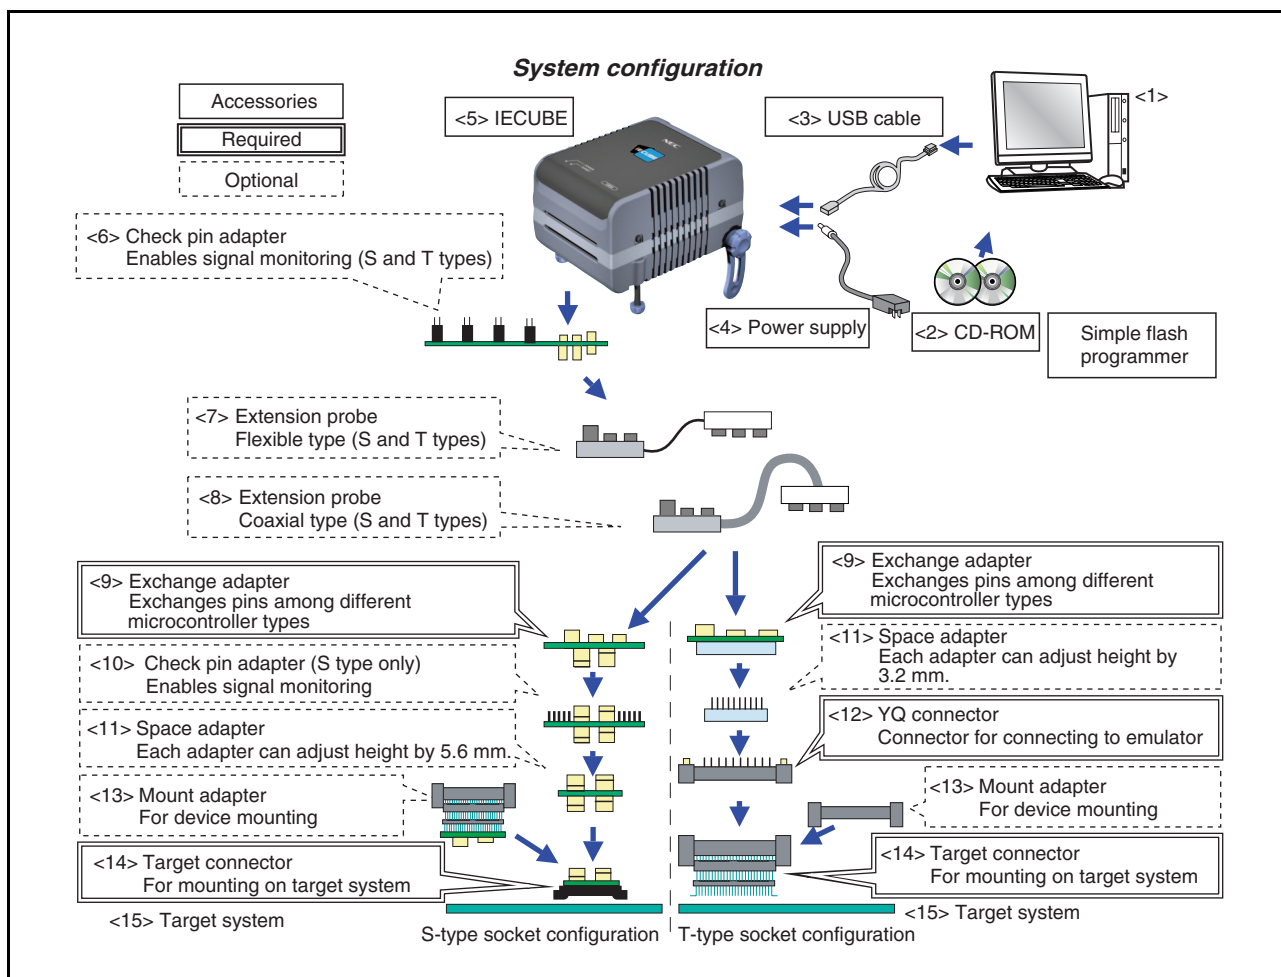 System configuration
Accessories
Required
Optional
<5> IECUBE
<3> USB cable
<1>
NEC
<6> Check pin adapter
Enables signal monitoring (S and T types)
<4> Power supply
<2> CD-ROM
Simple flash
programmer
<7> Extension probe
Flexible type (S and T types)
<8> Extension probe
Coaxial type (S and T types)
<9> Exchange adapter
Exchanges pins among different
microcontroller types
<9> Exchange adapter
Exchanges pins among different
microcontroller types
<10> Check pin adapter (S type only)
Enables signal monitoring
<11> Space adapter
Each adapter can adjust height by
3.2 mm.
<11> Space adapter
Each adapter can adjust height by 5.6 mm.
<12> YQ connector
Connector for connecting to emulator
<13> Mount adapter
For device mounting
<13> Mount adapter
For device mounting
<14> Target connector
For mounting on target system
<14> Target connector
For mounting on target system
<15> Target system
<15> Target system
S-type socket configuration
T-type socket configuration